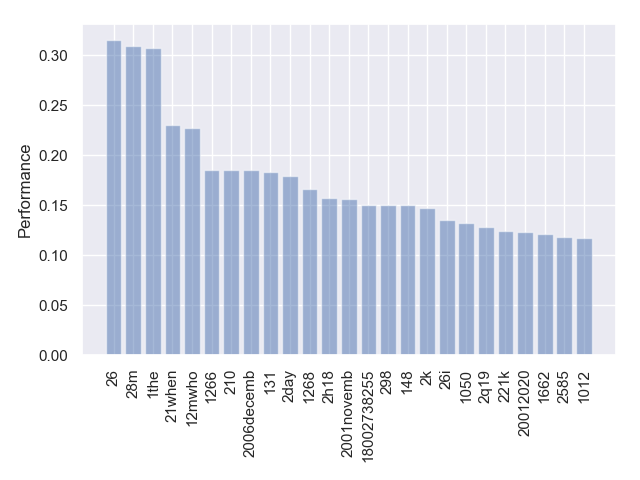 0.30
0.25
0.20
0.15
0.10
0.05
0.00
Performance
26
28m
1the
21when
12mwho
1266
210
2006decemb
131
2day
1268
2h18
2001novemb
18002738255
298
148
2k
26i
1050
2q19
221k
20012020
1662
2585
1012